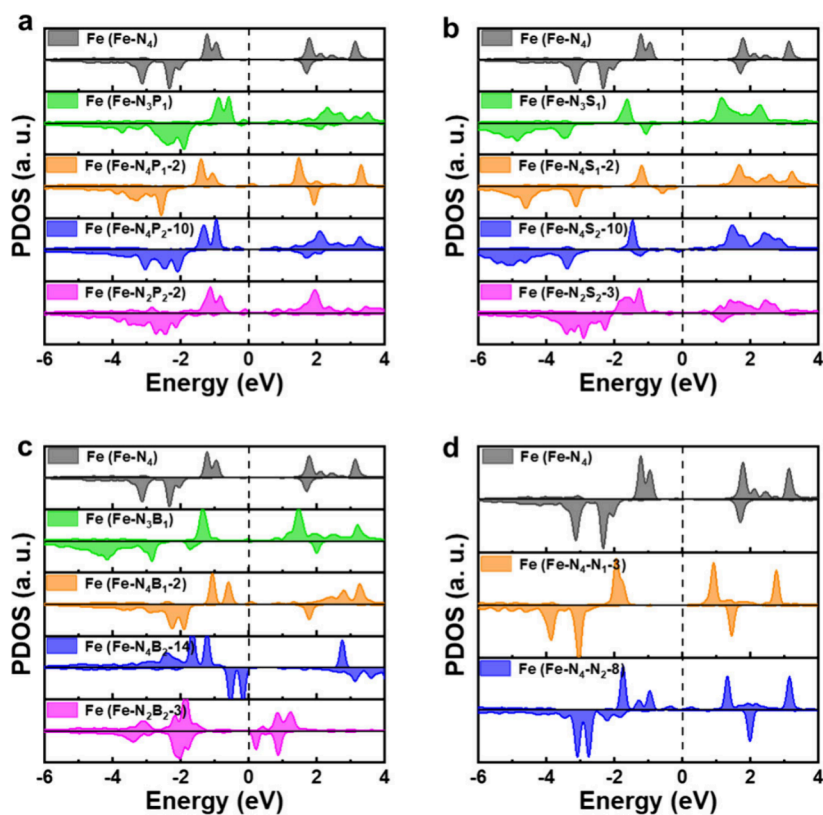 a
Fe (Fe-N₄)
Fe (Fe-N₃P₁)
Fe (Fe-N₄P₁-2)
Fe (Fe-N₄P₂-10)
Fe (Fe-N₂P₂-2)
PDOS (a. u.)
-6 -4 -2 0 2 4
Energy (eV)
b
Fe (Fe-N₄)
Fe (Fe-N₃S₁)
Fe (Fe-N₄S₁-2)
Fe (Fe-N₄S₂-10)
Fe (Fe-N₂S₂-3)
PDOS (a. u.)
-6 -4 -2 0 2 4
Energy (eV)
c
Fe (Fe-N₄)
Fe (Fe-N₃B₁)
Fe (Fe-N₄B₁-2)
Fe (Fe-N₄B₂-14)
Fe (Fe-N₂B₂-3)
PDOS (a. u.)
-6 -4 -2 0 2 4
Energy (eV)
d
Fe (Fe-N₄)
Fe (Fe-N₄-N₁-3)
Fe (Fe-N₄-N₂-8)
PDOS (a. u.)
-6 -4 -2 0 2 4
Energy (eV)